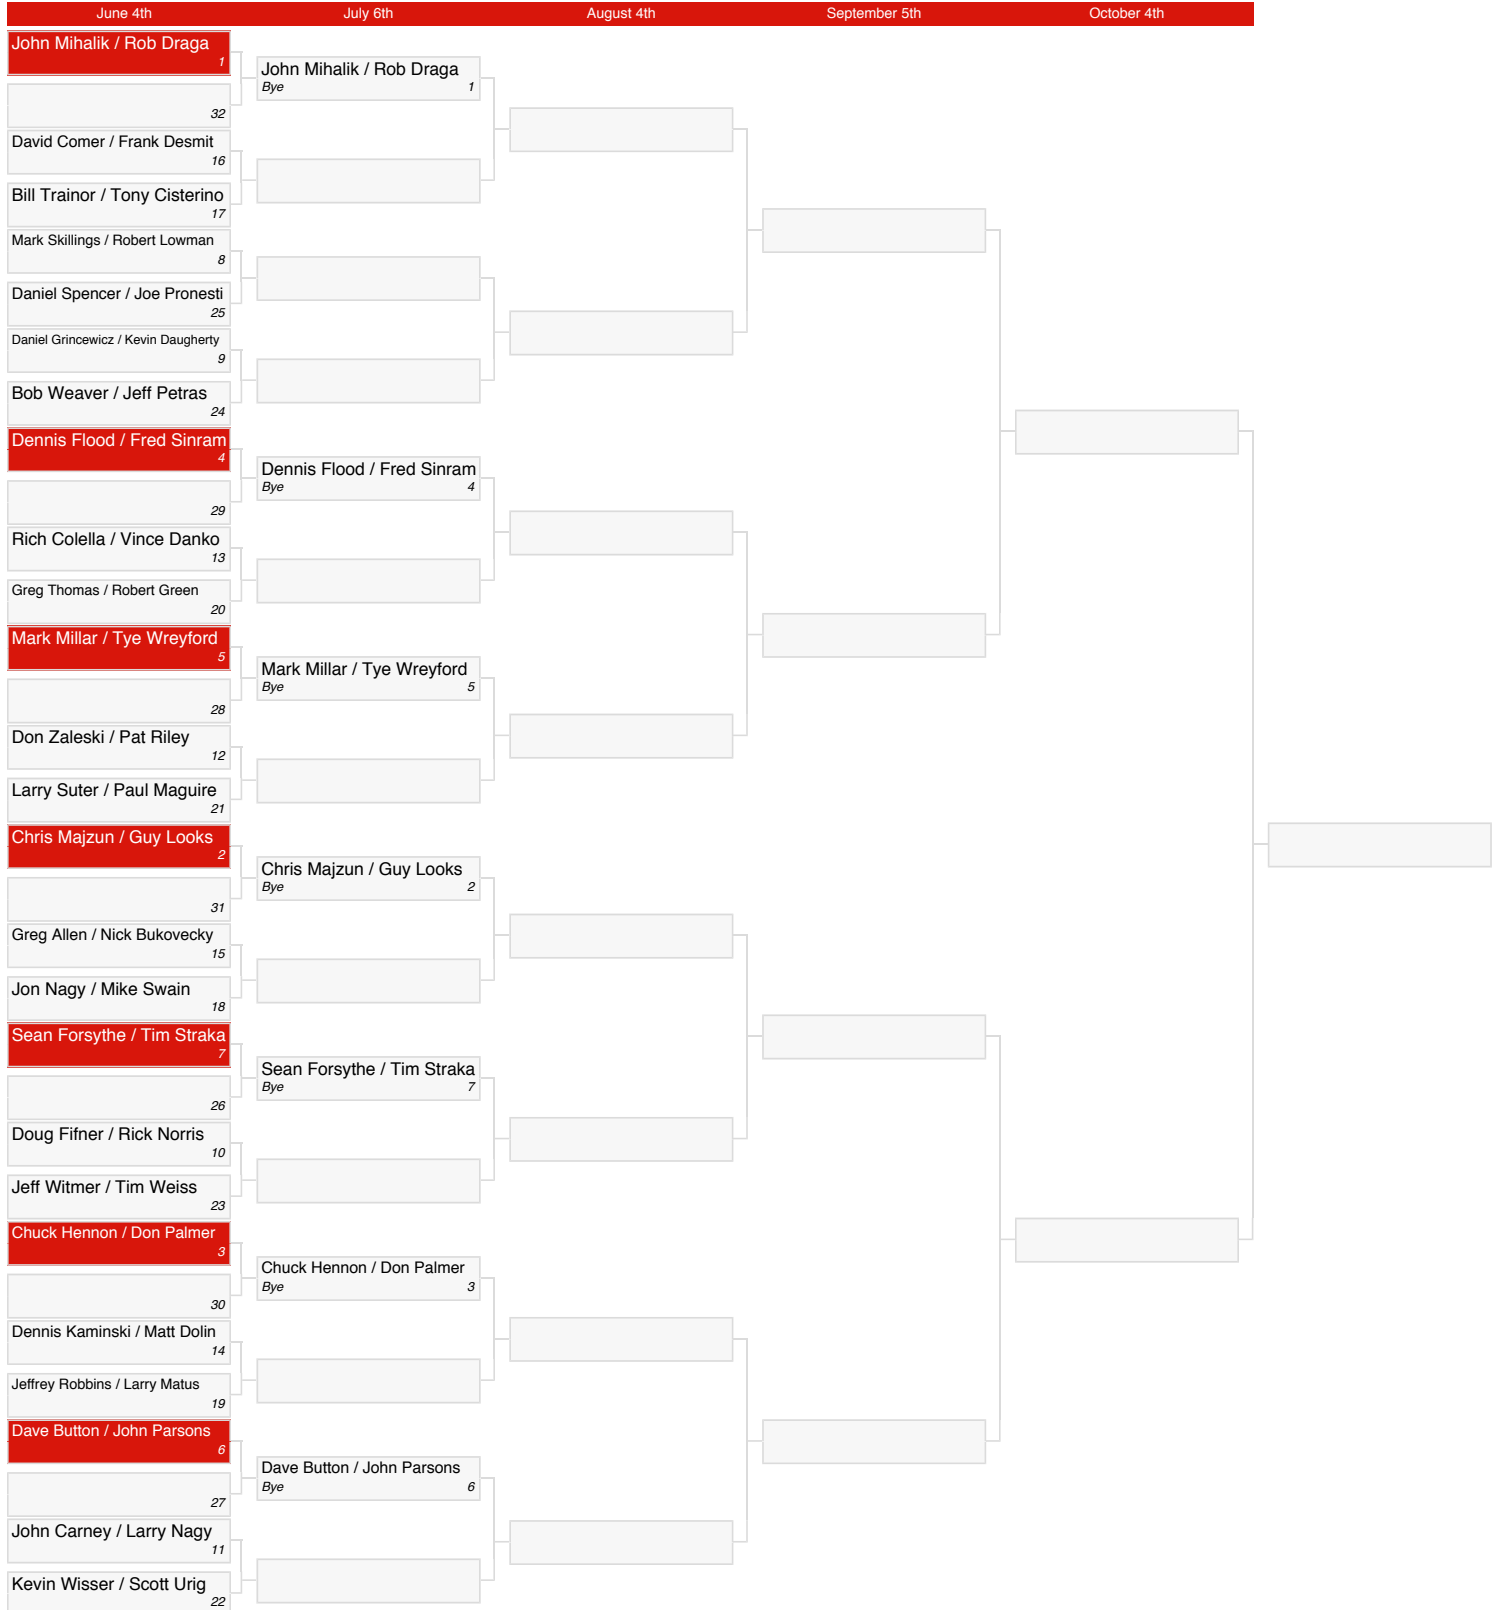 June 4th
July 6th
August 4th
September 5th
October 4th
John Mihalik / Rob Draga
1
32
David Comer / Frank Desmit
16
Bill Trainor / Tony Cisterino
17
Mark Skillings / Robert Lowman
8
Daniel Spencer / Joe Pronesti
25
Daniel Grincewicz / Kevin Daugherty
9
Bob Weaver / Jeff Petras
24
Dennis Flood / Fred Sinram
4
29
Rich Colella / Vince Danko
13
Greg Thomas / Robert Green
20
Mark Millar / Tye Wreyford
5
28
Don Zaleski / Pat Riley
12
Larry Suter / Paul Maguire
21
Chris Majzun / Guy Looks
2
31
Greg Allen / Nick Bukovecky
15
Jon Nagy / Mike Swain
18
Sean Forsythe / Tim Straka
7
26
Doug Fifner / Rick Norris
10
Jeff Witmer / Tim Weiss
23
Chuck Hennon / Don Palmer
3
30
Dennis Kaminski / Matt Dolin
14
Jeffrey Robbins / Larry Matus
19
Dave Button / John Parsons
6
27
John Carney / Larry Nagy
11
Kevin Wisser / Scott Urig
22
John Mihalik / Rob Draga
Bye 1
Dennis Flood / Fred Sinram
Bye 4
Mark Millar / Tye Wreyford
Bye 5
Chris Majzun / Guy Looks
Bye 2
Sean Forsythe / Tim Straka
Bye 7
Chuck Hennon / Don Palmer
Bye 3
Dave Button / John Parsons
Bye 6